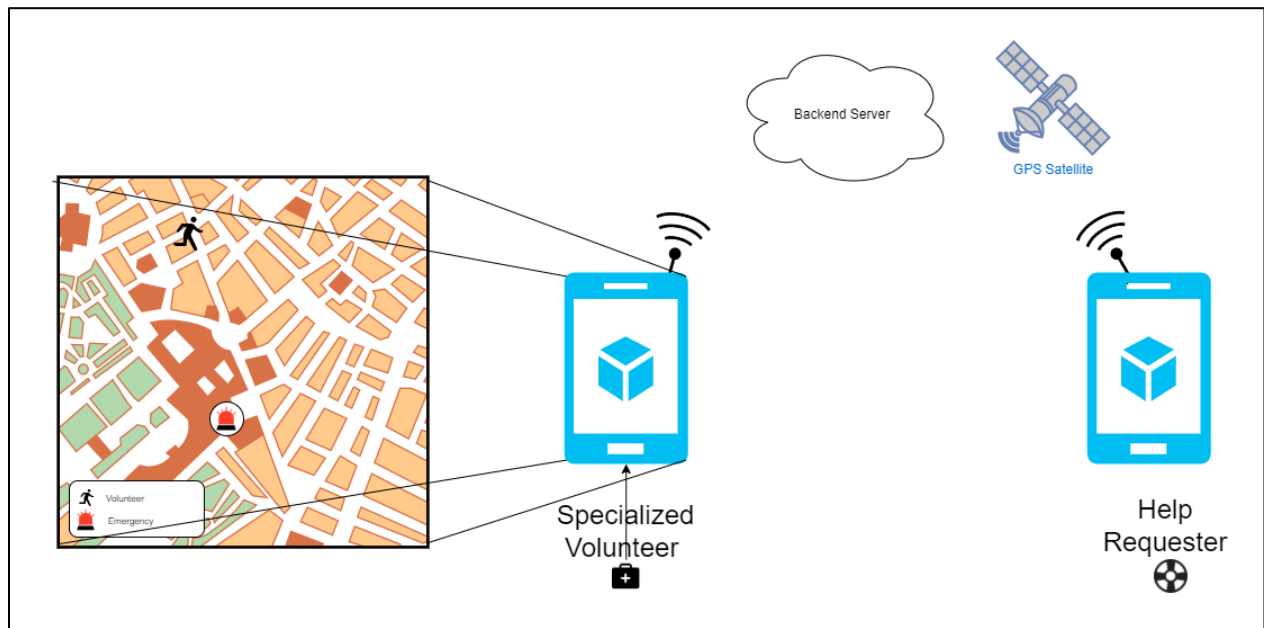 Backend Server
GPS Satellite
Volunteer
Emergency
Specialized
Volunteer
Help
Requester